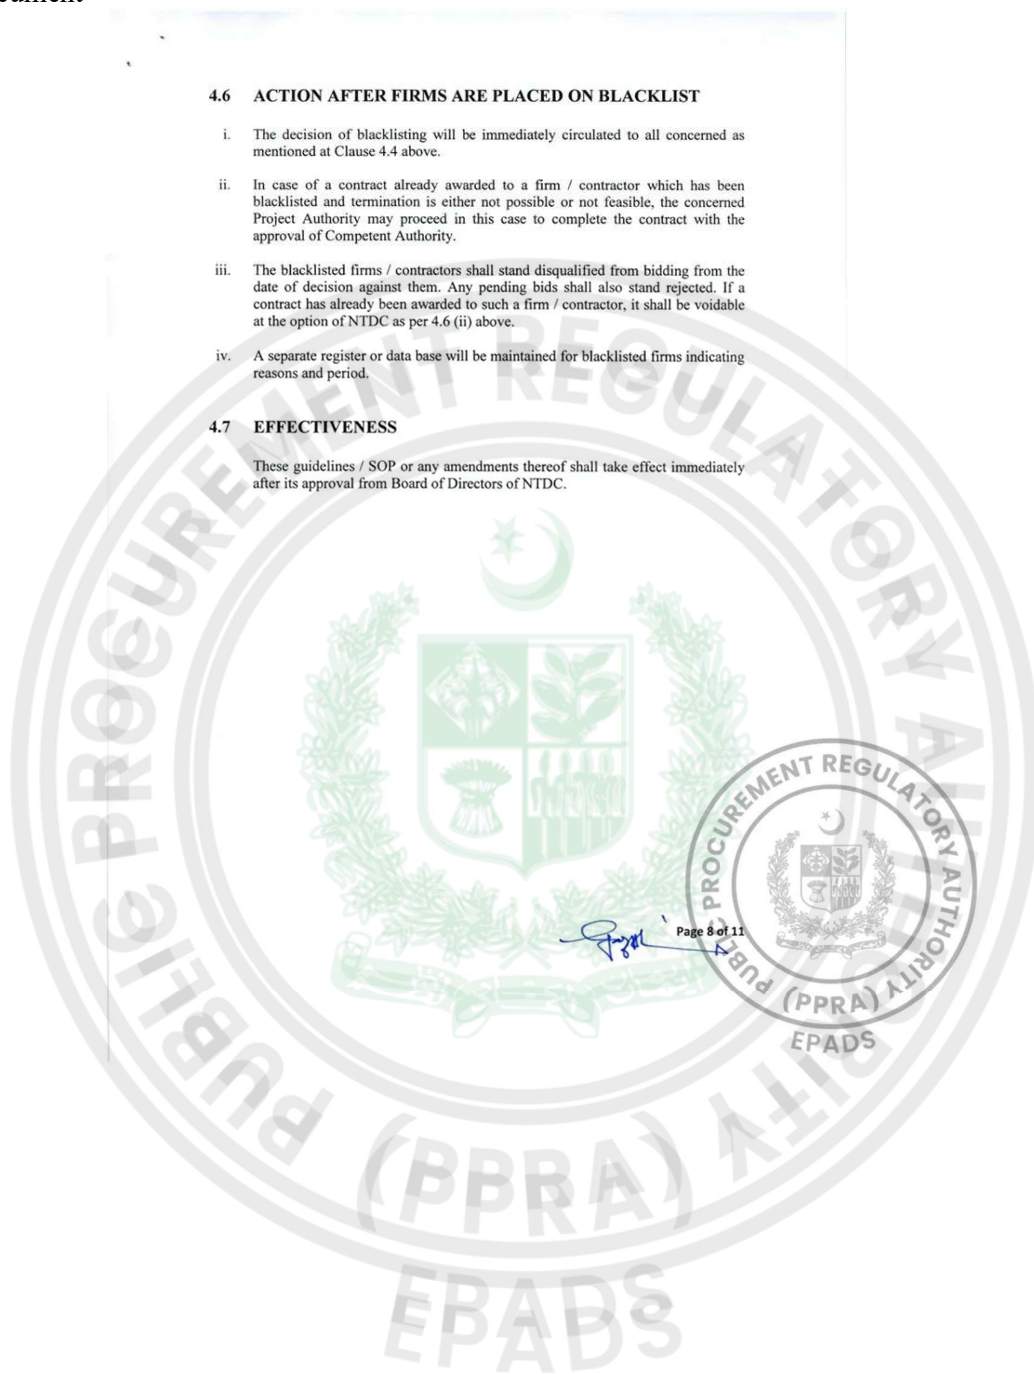 4.6 ACTION AFTER FIRMS ARE PLACED ON BLACKLIST
i. The decision of blacklisting will be immediately circulated to all concerned as
mentioned at Clause 4.4 above.
ii. In case of a contract already awarded to a firm / contractor which has been
blacklisted and termination is either not possible or not feasible, the concerned
Project Authority may proceed in this case to complete the contract with the
approval of Competent Authority.
iii. The blacklisted firms / contractors shall stand disqualified from bidding from the
date of decision against them. Any pending bids shall also stand rejected. If a
contract has already been awarded to such a firm / contractor, it shall be voidable
at the option of NTDC as per 4.6 (ii) above.
iv. A separate register or data base will be maintained for blacklisted firms indicating
reasons and period.
4.7 EFFECTIVENESS
These guidelines / SOP or any amendments thereof shall take effect immediately
after its approval from Board of Directors of NTDC.
Page 8 of 11
PUBLIC PROCUREMENT REGULATORY AUTHORITY
(PPRA)
EPADS
PUBLIC PROCUREMENT REGULATORY AUTHORITY
(PPRA)
EPADS